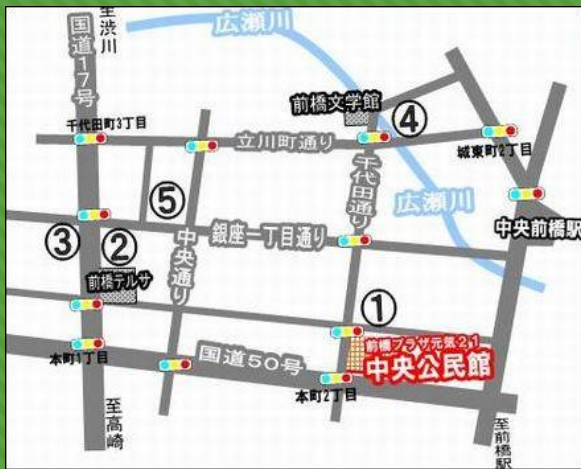 至渋川
国道17号
広瀬川
前橋文学館
④
千代田町3丁目
立川町通り
城東町2丁目
千代田通り
⑤
広瀬川
中央前橋駅
③
②
銀座一丁目通り
中央通り
前橋テルサ
①
前橋プラザ元気21
中央公民館
本町1丁目
国道50号
本町2丁目
至高崎
至前橋駅